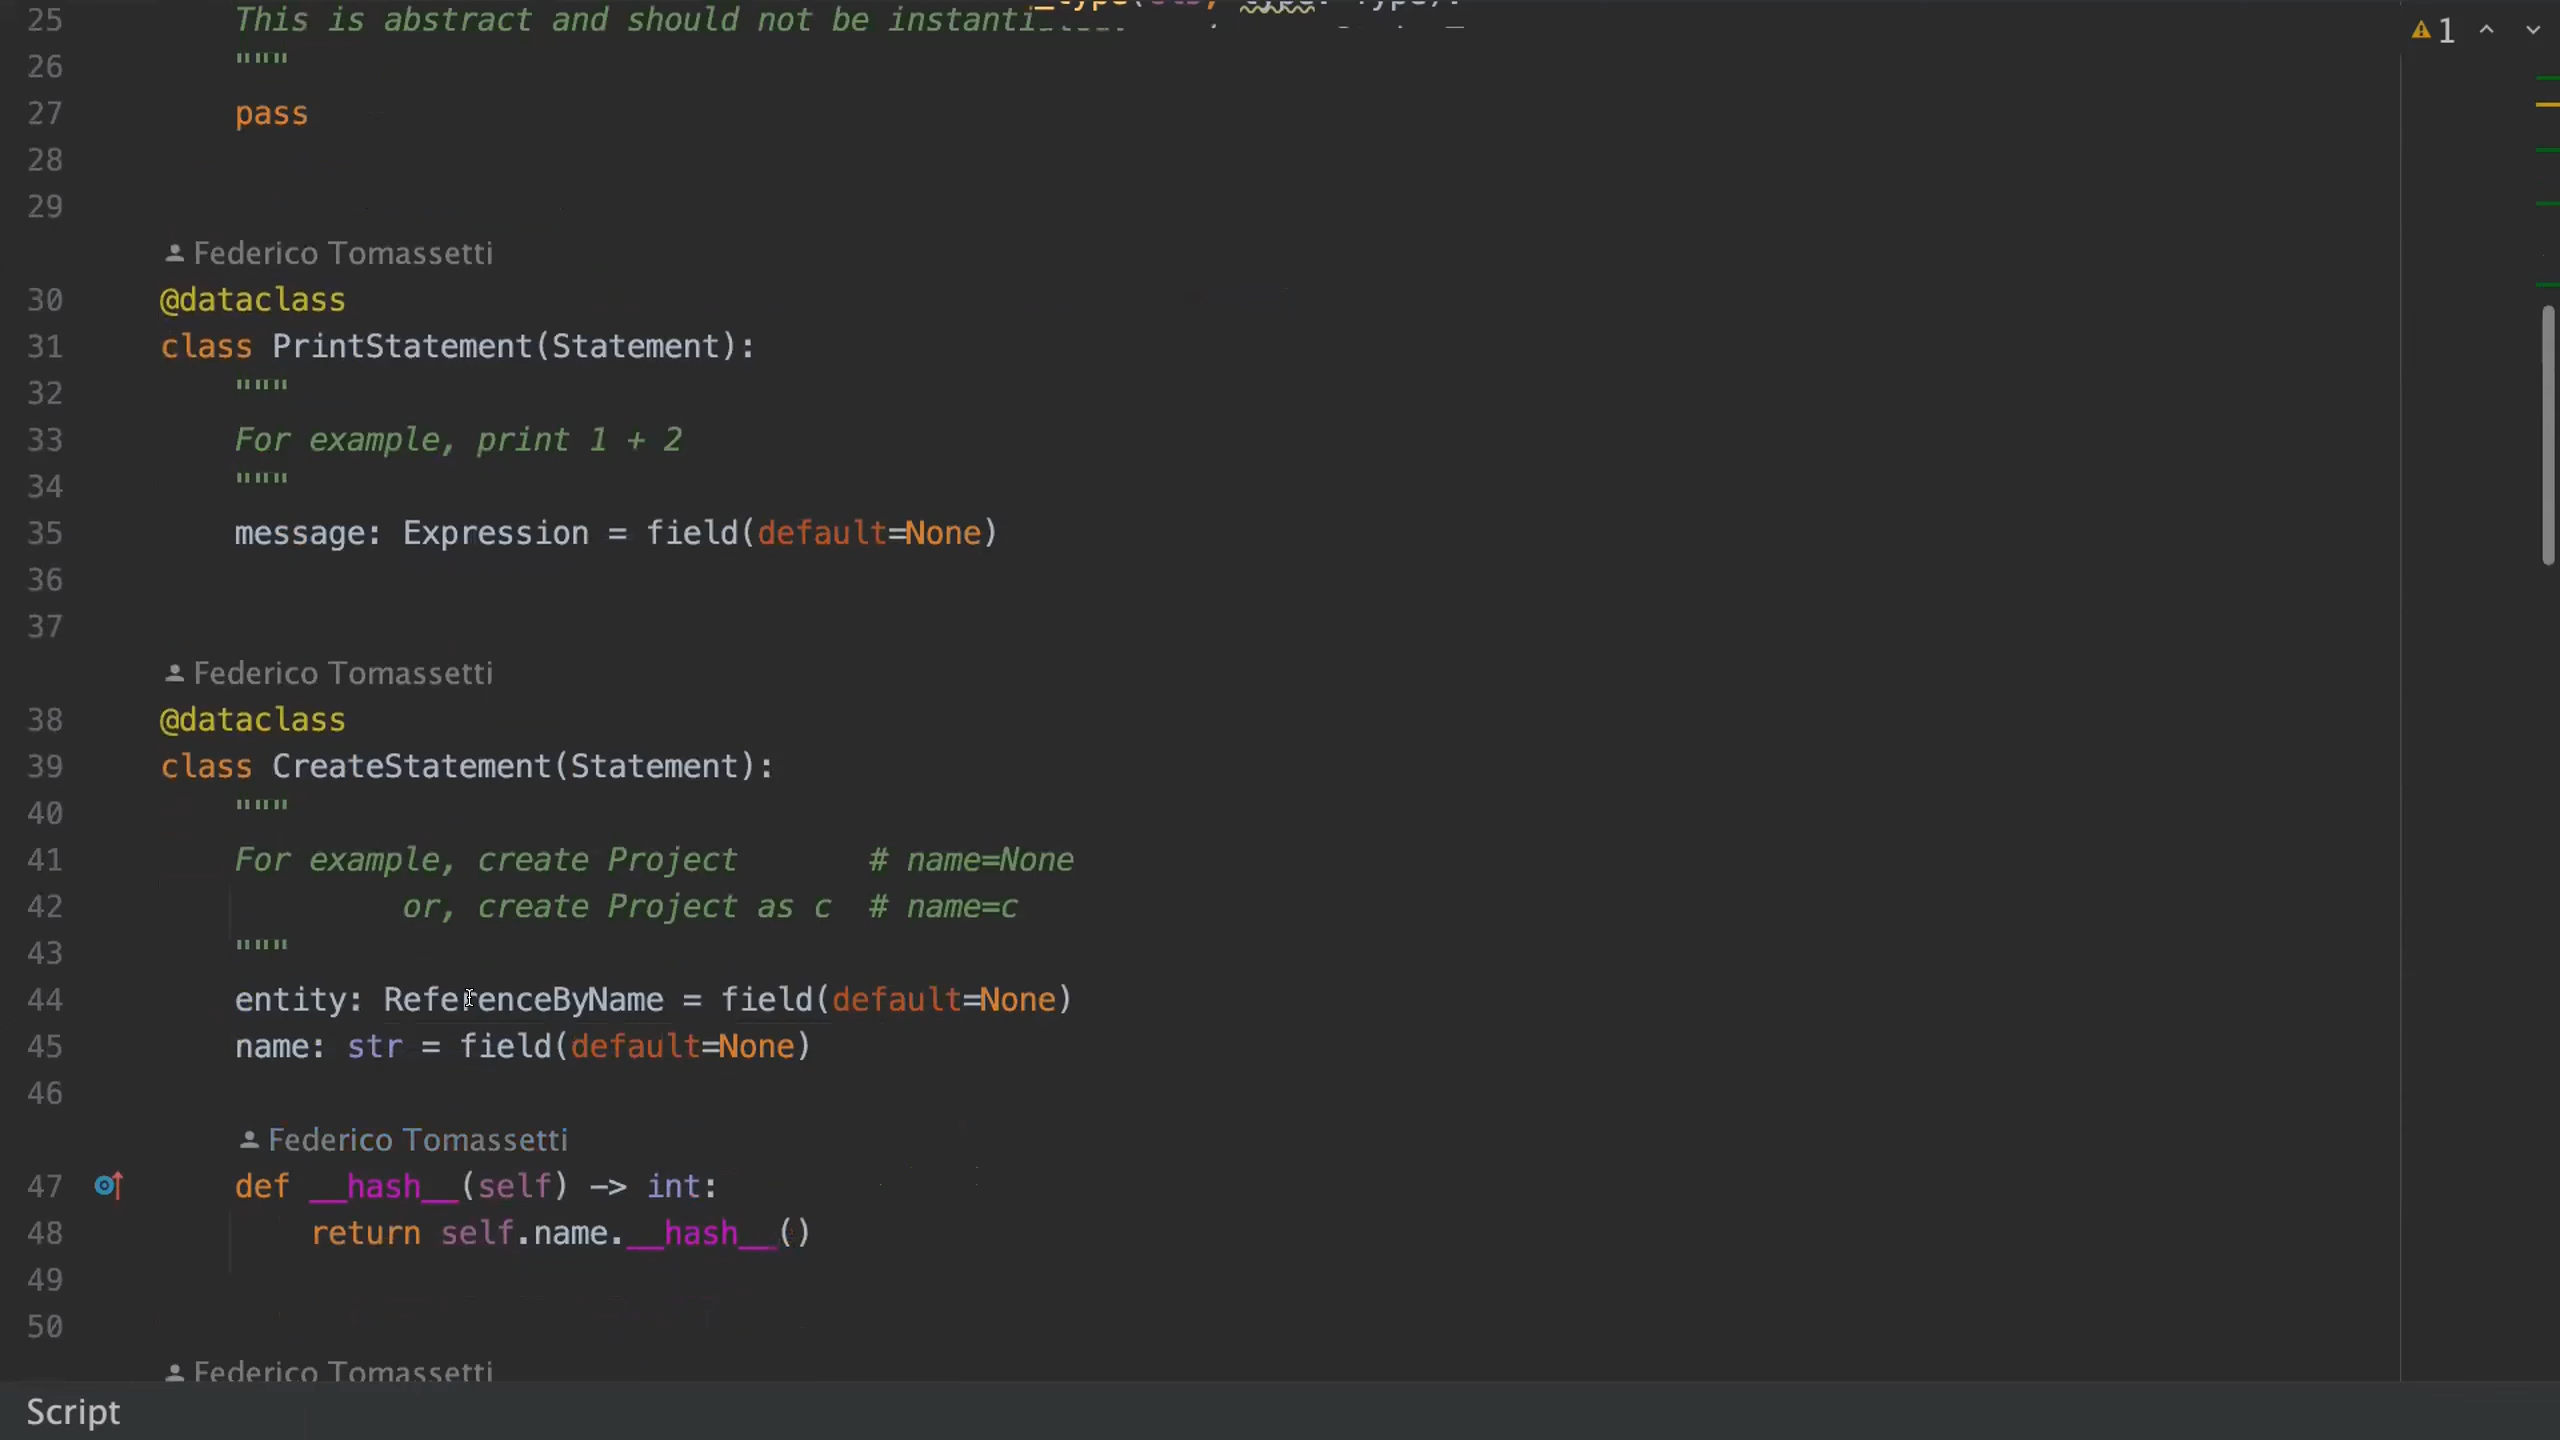 25 This is abstract and should not be instanti
26 """
27 pass
28
29
Federico Tomassetti
30 @dataclass
31 class PrintStatement(Statement):
32 """
33 For example, print 1 + 2
34 """
35 message: Expression = field(default=None)
36
37
Federico Tomassetti
38 @dataclass
39 class CreateStatement(Statement):
40 """
41 For example, create Project # name=None
42 or, create Project as c # name=c
43 """
44 entity: ReferenceByName = field(default=None)
45 name: str = field(default=None)
46
Federico Tomassetti
47 def __hash__(self) -> int:
48 return self.name.__hash__()
49
50
Federico Tomassetti
Script
1